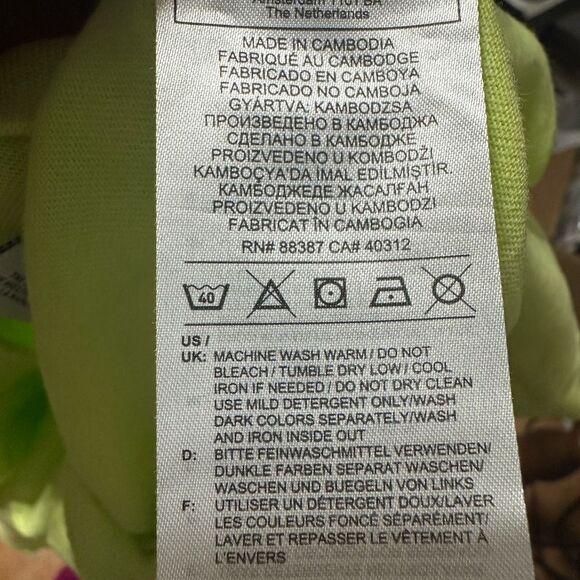 Amsterdam 1101 BA
The Netherlands
MADE IN CAMBODIA
FABRIQUÉ AU CAMBODGE
FABRICADO EN CAMBOYA
FABRICADO NO CAMBOJA
GYÁRTVA: KAMBODZSA
ПРОИЗВЕДЕНО В КАМБОДЖА
СДЕЛАНО В КАМБОДЖЕ
PROIZVEDENO U KOMBODŽI
KAMBOÇYA'DA IMAL EDILMIŞTIR.
КАМБОДЖЕДЕ ЖАСАЛҒАН
PROIZVEDENO U KAMBODZI
FABRICAT ÎN CAMBOGIA
RN# 88387 CA# 40312
40
US /
UK: MACHINE WASH WARM / DO NOT
BLEACH / TUMBLE DRY LOW / COOL
IRON IF NEEDED / DO NOT DRY CLEAN
USE MILD DETERGENT ONLY/WASH
DARK COLORS SEPARATELY/WASH
AND IRON INSIDE OUT
D: BITTE FEINWASCHMITTEL VERWENDEN/
DUNKLE FARBEN SEPARAT WASCHEN/
WASCHEN UND BUEGELN VON LINKS
F: UTILISER UN DÉTERGENT DOUX/LAVER
LES COULEURS FONCÉ SÉPARÉMENT/
LAVER ET REPASSER LE VÊTEMENT À
L'ENVERS